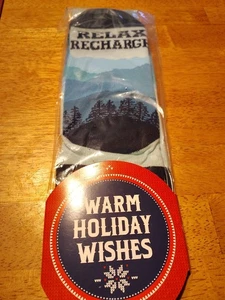 RELAX
RECHARGE
WARM
HOLIDAY
WISHES